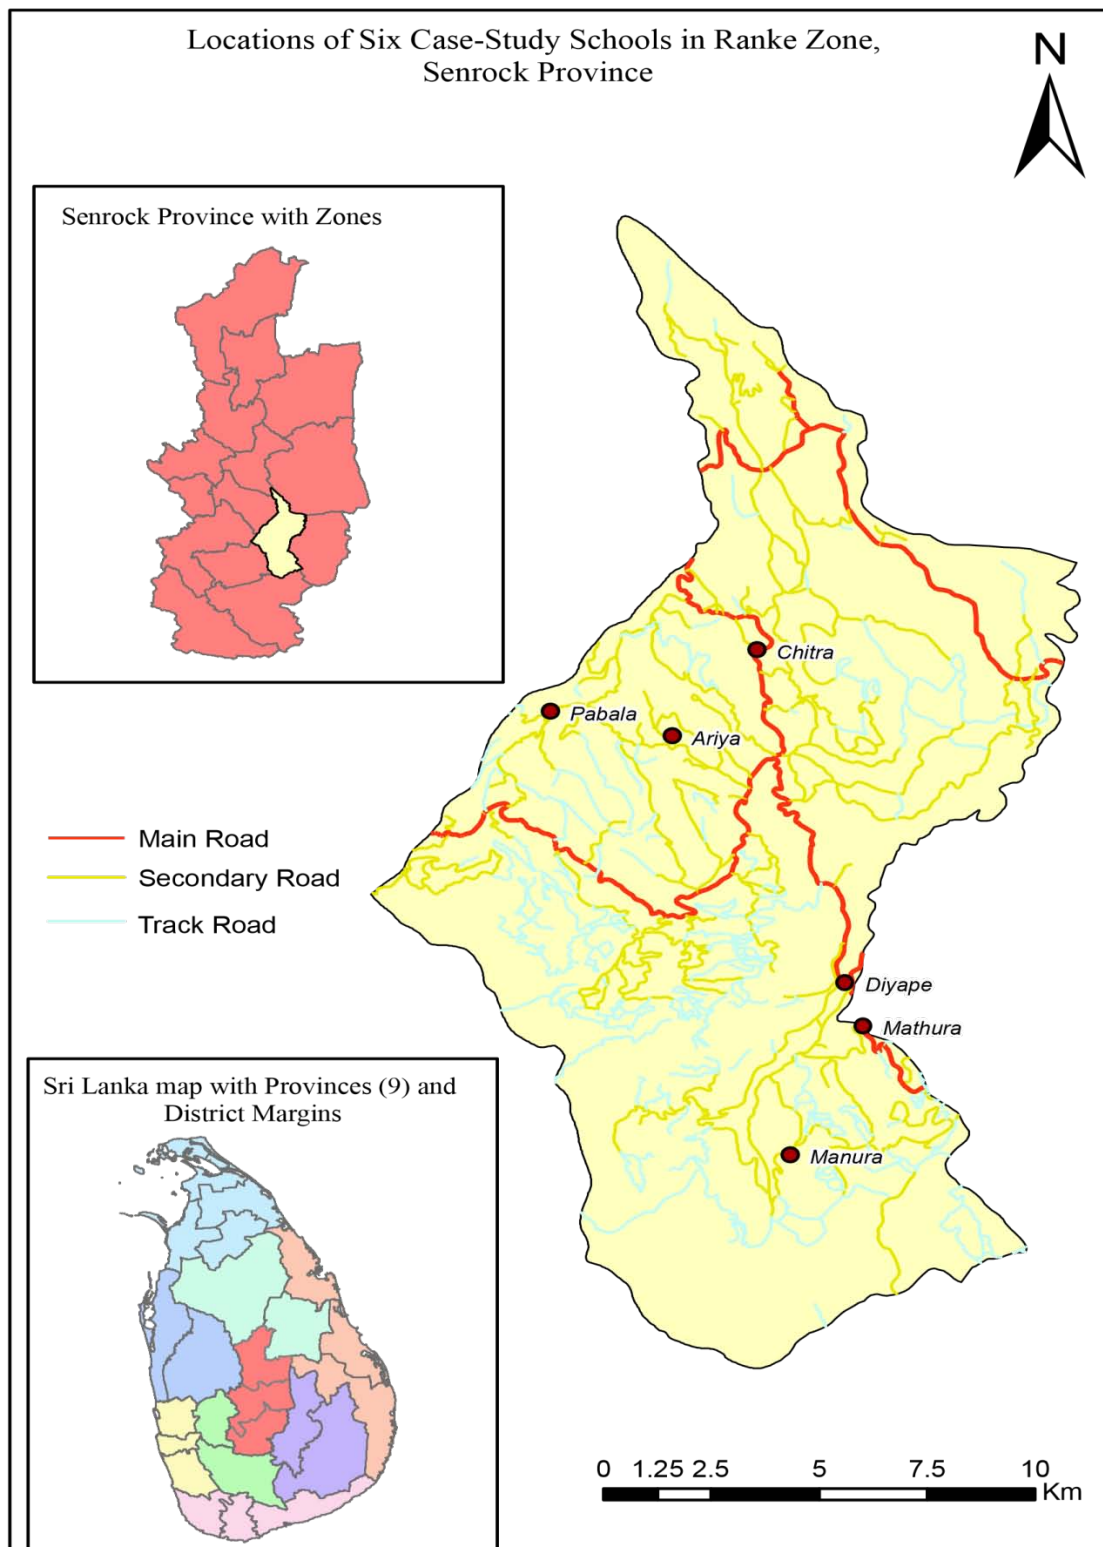 Locations of Six Case-Study Schools in Ranke Zone,
Senrock Province
N
Senrock Province with Zones
Chitra
Pabala
Ariya
Main Road
Secondary Road
Track Road
Diyape
Mathura
Manura
Sri Lanka map with Provinces (9) and
District Margins
0 1.25 2.5 5 7.5 10
Km